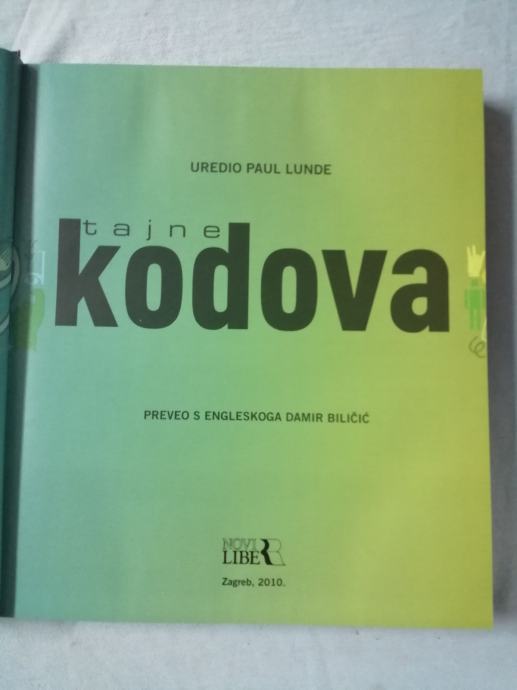 UREDIO PAUL LUNDE
tajne
kodova
PREVEO S ENGLESKOGA DAMIR BILIČIĆ
NOVI
LIBER
Zagreb, 2010.